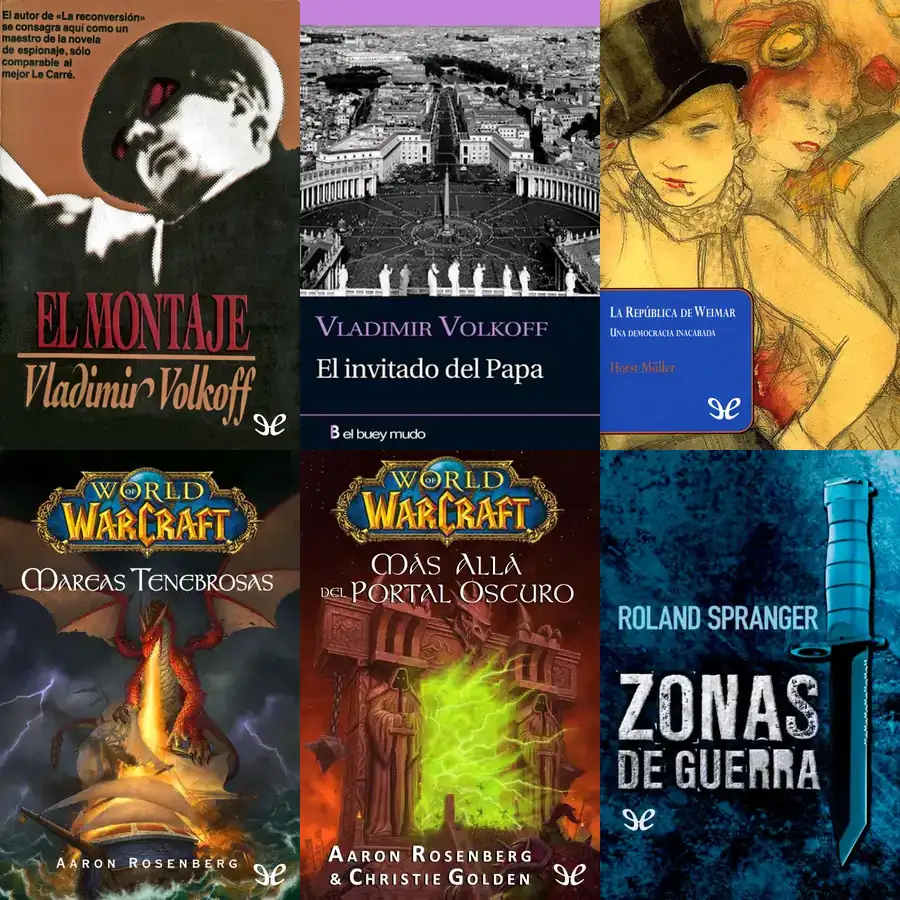 El autor de «La reconversión»
se consagra aquí como un
maestro de la novela
de espionaje, sólo
comparable al
mejor Le Carré.
EL MONTAJE
Vladimir Volkoff
VLADIMIR VOLKOFF
El invitado del Papa
B el buey mudo
LA REPÚBLICA DE WEIMAR
UNA DEMOCRACIA INACABADA
Horst Möller
WORLD
OF
WARCRAFT
MAREAS TENEBROSAS
AARON ROSENBERG
WORLD
OF
WARCRAFT
MÁS ALLÁ
DEL PORTAL OSCURO
AARON ROSENBERG
& CHRISTIE GOLDEN
ROLAND SPRANGER
ZONAS
DE GUERRA